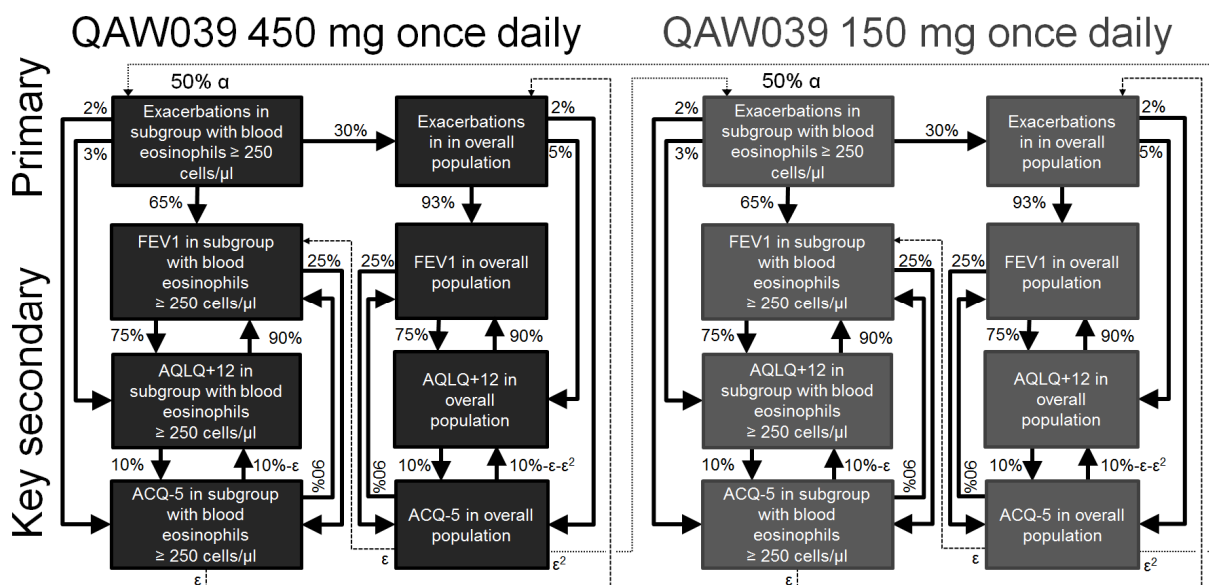 QAW039 450 mg once daily
QAW039 150 mg once daily
Primary
Key secondary
50% α
2%
3%
Exacerbations in
subgroup with blood
eosinophils ≥ 250
cells/µl
30%
Exacerbations
in in overall
population
2%
5%
65%
93%
FEV1 in subgroup
with blood
eosinophils
≥ 250 cells/µl
25%
25%
FEV1 in overall
population
75%
90%
75%
90%
AQLQ+12 in
subgroup with blood
eosinophils
≥ 250 cells/µl
AQLQ+12 in
overall
population
10%
10%-ε
90%
90%
10%
10%-ε-ε²
ACQ-5 in subgroup
with blood
eosinophils
≥ 250 cells/µl
ACQ-5 in overall
population
ε
ε
ε²
50% α
2%
3%
Exacerbations in
subgroup with blood
eosinophils ≥ 250
cells/µl
30%
Exacerbations
in in overall
population
2%
5%
65%
93%
FEV1 in subgroup
with blood
eosinophils
≥ 250 cells/µl
25%
25%
FEV1 in overall
population
75%
90%
75%
90%
AQLQ+12 in
subgroup with blood
eosinophils
≥ 250 cells/µl
AQLQ+12 in
overall
population
10%
10%-ε
90%
90%
10%
10%-ε-ε²
ACQ-5 in subgroup
with blood
eosinophils
≥ 250 cells/µl
ACQ-5 in overall
population
ε
ε
ε²